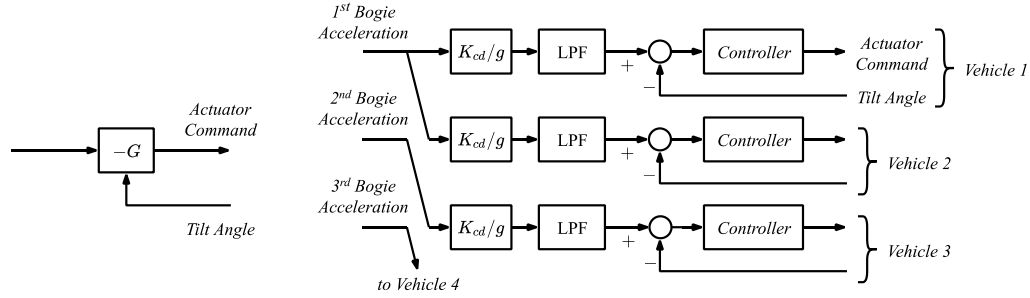 Actuator
Command
−G
Tilt Angle
1st Bogie
Acceleration
Kcd/g
LPF
+
−
Controller
Actuator
Command
Tilt Angle
Vehicle 1
2nd Bogie
Acceleration
Kcd/g
LPF
+
−
Controller
Vehicle 2
3rd Bogie
Acceleration
Kcd/g
LPF
+
−
Controller
Vehicle 3
to Vehicle 4